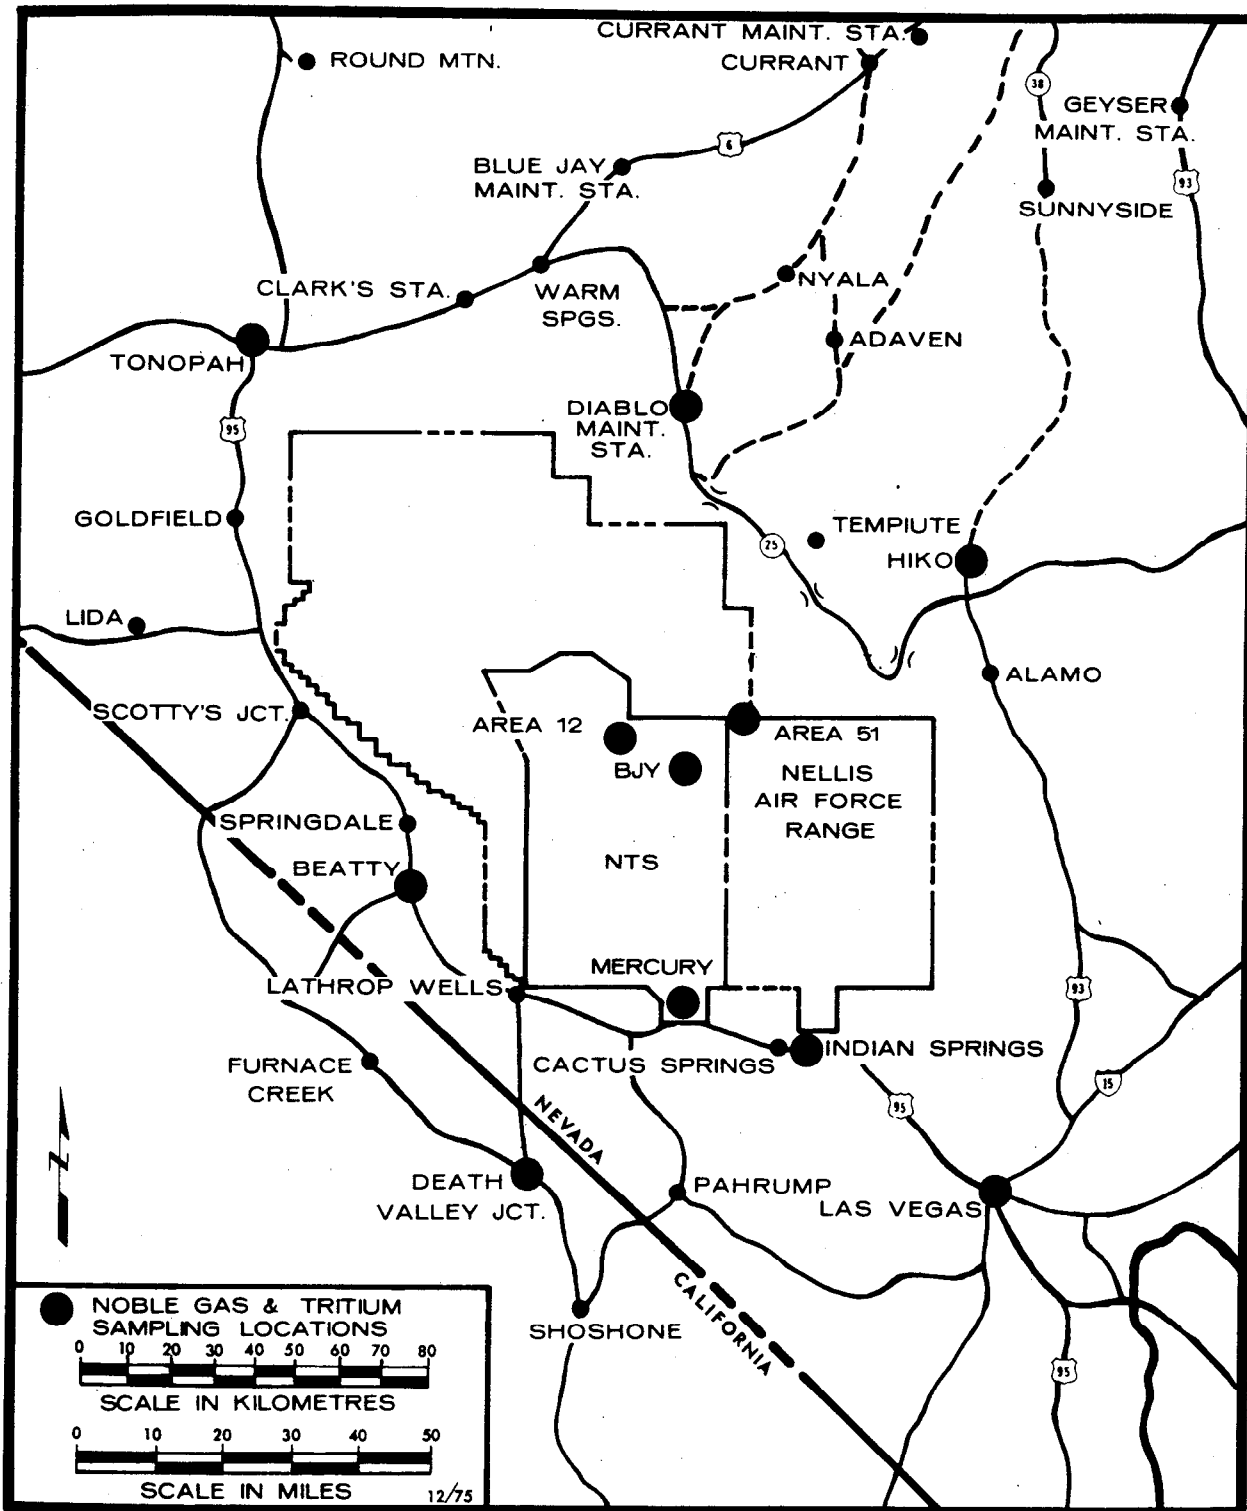 CURRANT MAINT. STA.
ROUND MTN.
CURRANT
38
GEYSER
MAINT. STA.
6
BLUE JAY
MAINT. STA.
93
SUNNYSIDE
NYALA
CLARK'S STA.
WARM
SPGS.
ADAVEN
TONOPAH
DIABLO
MAINT.
STA.
95
GOLDFIELD
TEMPIUTE
25
HIKO
LIDA
ALAMO
SCOTTY'S JCT.
AREA 12
AREA 51
BJY
NELLIS
AIR FORCE
RANGE
SPRINGDALE
NTS
BEATTY
MERCURY
LATHROP WELLS
93
INDIAN SPRINGS
CACTUS SPRINGS
FURNACE
CREEK
15
95
NEVADA
DEATH
VALLEY JCT.
PAHRUMP
LAS VEGAS
CALIFORNIA
SHOSHONE
95
N
NOBLE GAS & TRITIUM
SAMPLING LOCATIONS
0 10 20 30 40 50 60 70 80
SCALE IN KILOMETRES
0 10 20 30 40 50
SCALE IN MILES
12/75